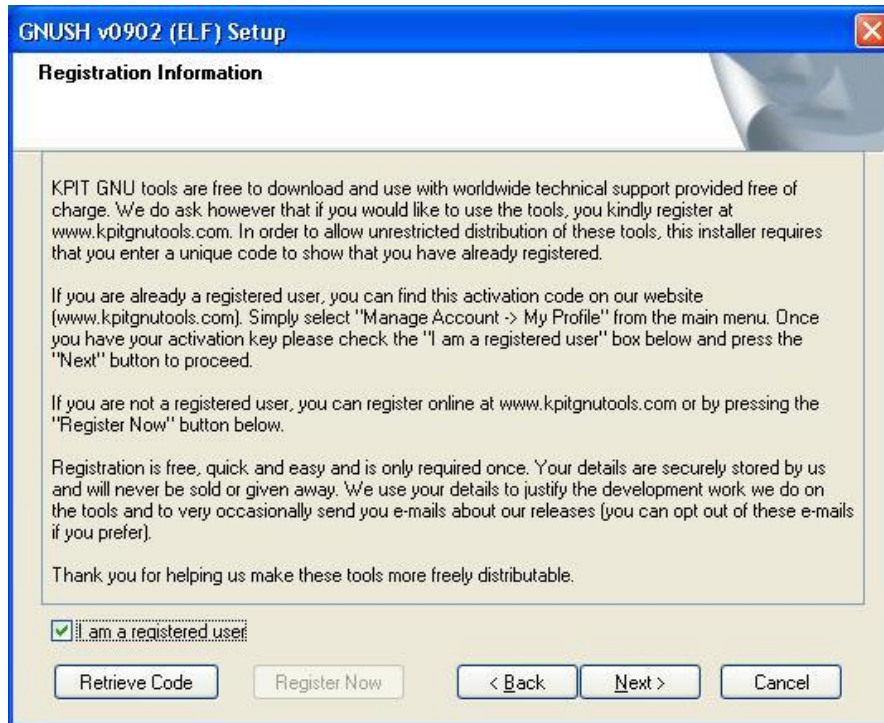 GNUSH v0902 (ELF) Setup
Registration Information
KPIT GNU tools are free to download and use with worldwide technical support provided free of
charge. We do ask however that if you would like to use the tools, you kindly register at
www.kpitgnutools.com. In order to allow unrestricted distribution of these tools, this installer requires
that you enter a unique code to show that you have already registered.
If you are already a registered user, you can find this activation code on our website
(www.kpitgnutools.com). Simply select "Manage Account -> My Profile" from the main menu. Once
you have your activation key please check the "I am a registered user" box below and press the
"Next" button to proceed.
If you are not a registered user, you can register online at www.kpitgnutools.com or by pressing the
"Register Now" button below.
Registration is free, quick and easy and is only required once. Your details are securely stored by us
and will never be sold or given away. We use your details to justify the development work we do on
the tools and to very occasionally send you e-mails about our releases (you can opt out of these e-mails
if you prefer).
Thank you for helping us make these tools more freely distributable.
I am a registered user
Retrieve Code Register Now < Back Next > Cancel